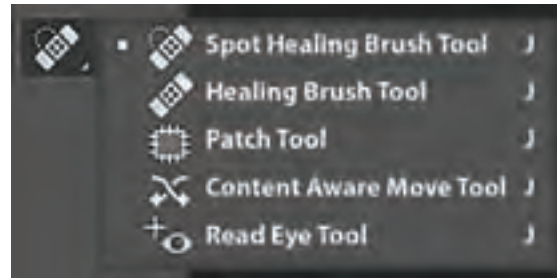 Spot Healing Brush Tool J
Healing Brush Tool J
Patch Tool J
Content Aware Move Tool J
Read Eye Tool J